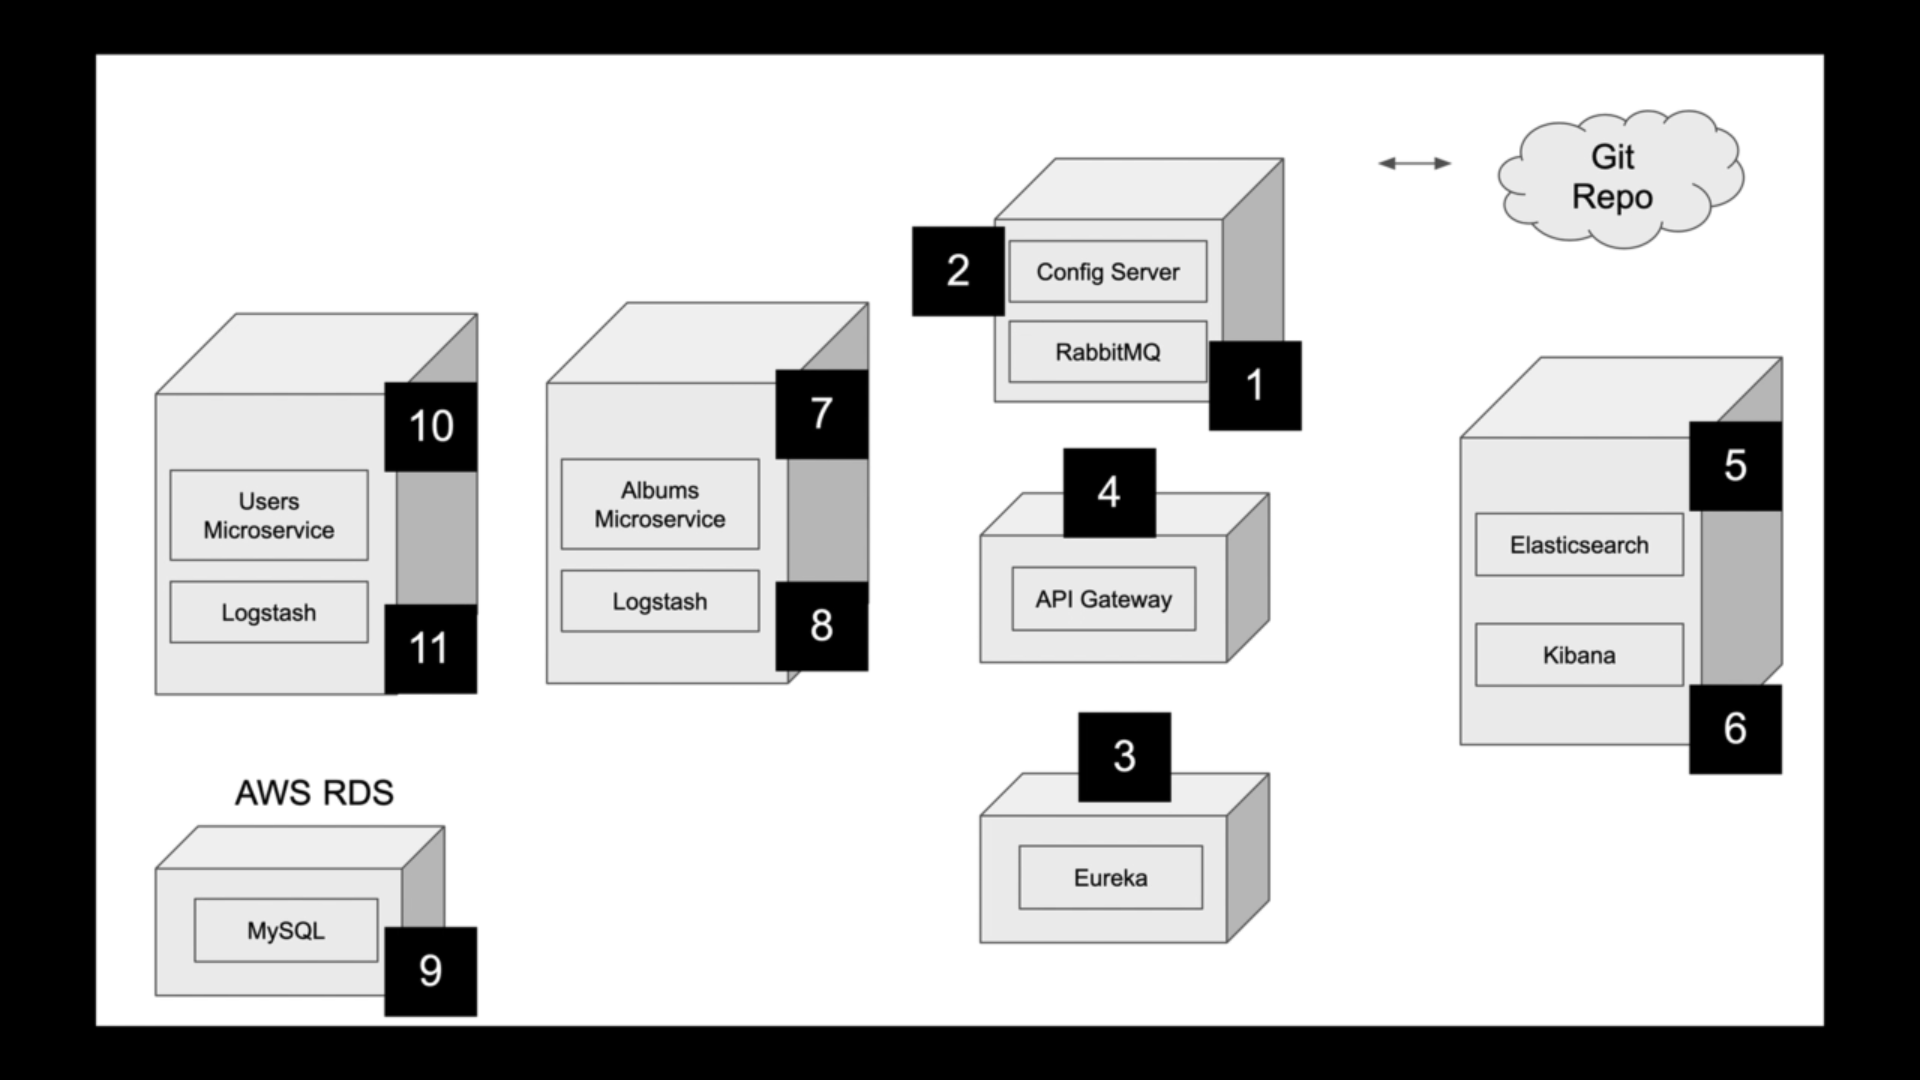 Git
Repo
2
Config Server
RabbitMQ
1
10
Users
Microservice
Logstash
11
7
Albums
Microservice
Logstash
8
4
API Gateway
5
Elasticsearch
Kibana
6
AWS RDS
MySQL
9
3
Eureka